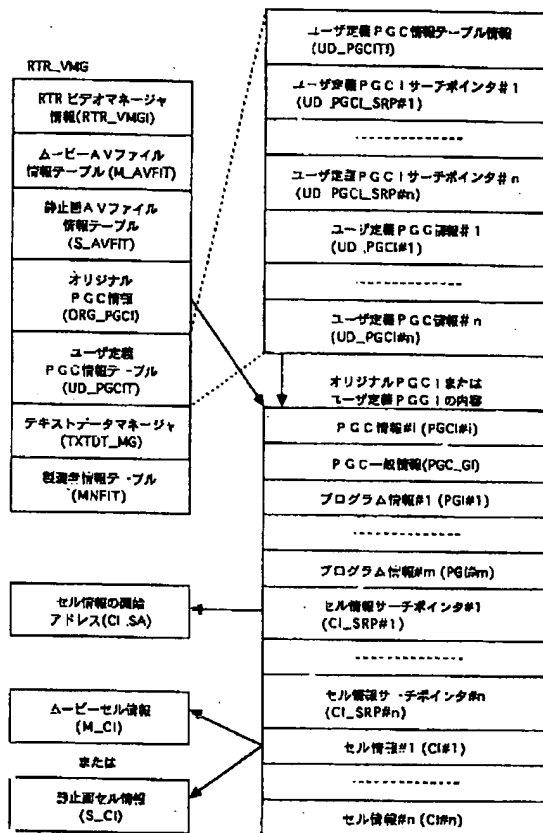 RTR_VMG
RTR ビデオマネージャ
情報(RTR_VMGI)
ムービーAVファイル
情報テーブル (M_AVFIT)
静止画AVファイル
情報テーブル
(S_AVFIT)
オリジナル
PGC情報
(ORG_PGCI)
ユーザ定義
PGC情報テーブル
(UD_PGCIT)
テキストデータマネージャ
(TXTDT_MG)
製造者情報テーブル
(MNFIT)
セル情報の開始
アドレス(CI_SA)
ムービーセル情報
(M_CI)
または
静止画セル情報
(S_CI)
ユーザ定義PGC情報テーブル情報
(UD_PGCITI)
ユーザ定義PGCIサーチポインタ#1
(UD_PGCI_SRP#1)
ユーザ定義PGCIサーチポインタ#n
(UD_PGCI_SRP#n)
ユーザ定義PGC情報#1
(UD_PGCI#1)
ユーザ定義PGC情報#n
(UD_PGCI#n)
オリジナルPGCIまたは
ユーザ定義PGCIの内容
PGC情報#i (PGCI#i)
PGC一般情報(PGC_GI)
プログラム情報#1 (PGI#1)
プログラム情報#m (PGI#m)
セル情報サーチポインタ#1
(CI_SRP#1)
セル情報サーチポインタ#n
(CI_SRP#n)
セル情報#1 (CI#1)
セル情報#n (CI#n)